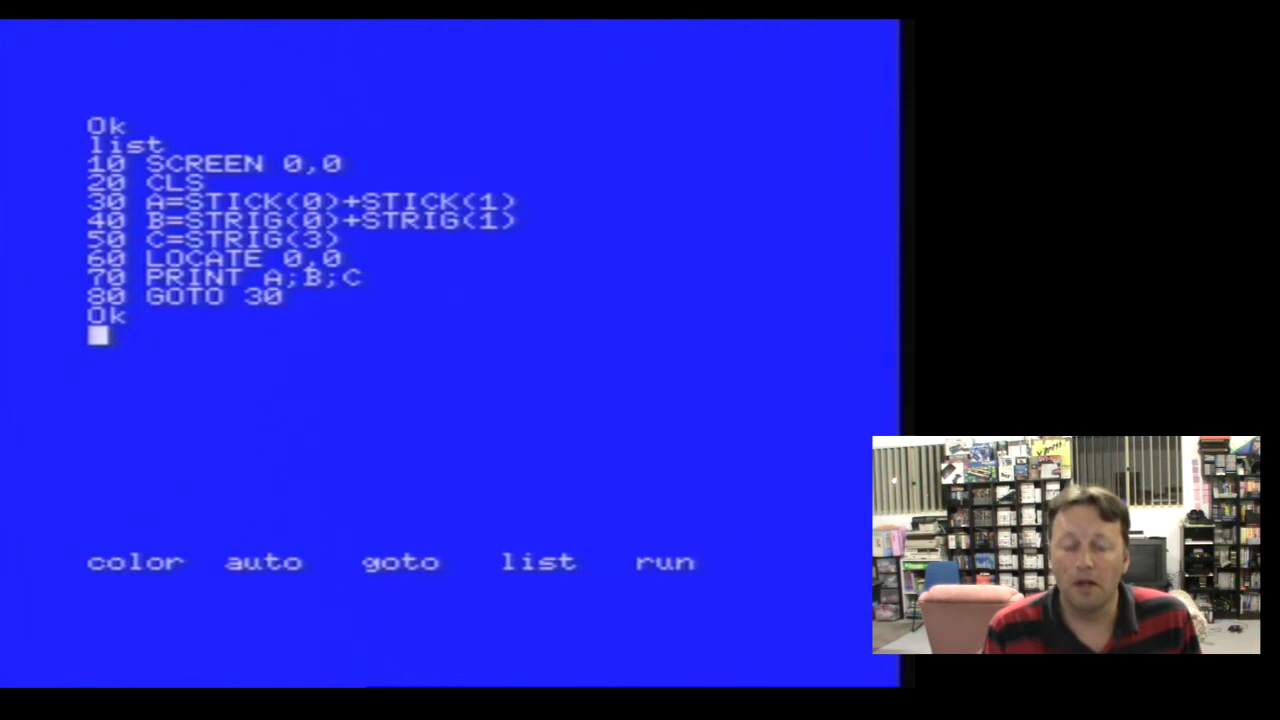 Ok
list
10 SCREEN 0,0
20 CLS
30 A=STICK(0)+STICK(1)
40 B=STRIG(0)+STRIG(1)
50 C=STRIG(3)
60 LOCATE 0,0
70 PRINT A;B;C
80 GOTO 30
Ok
color auto goto list run